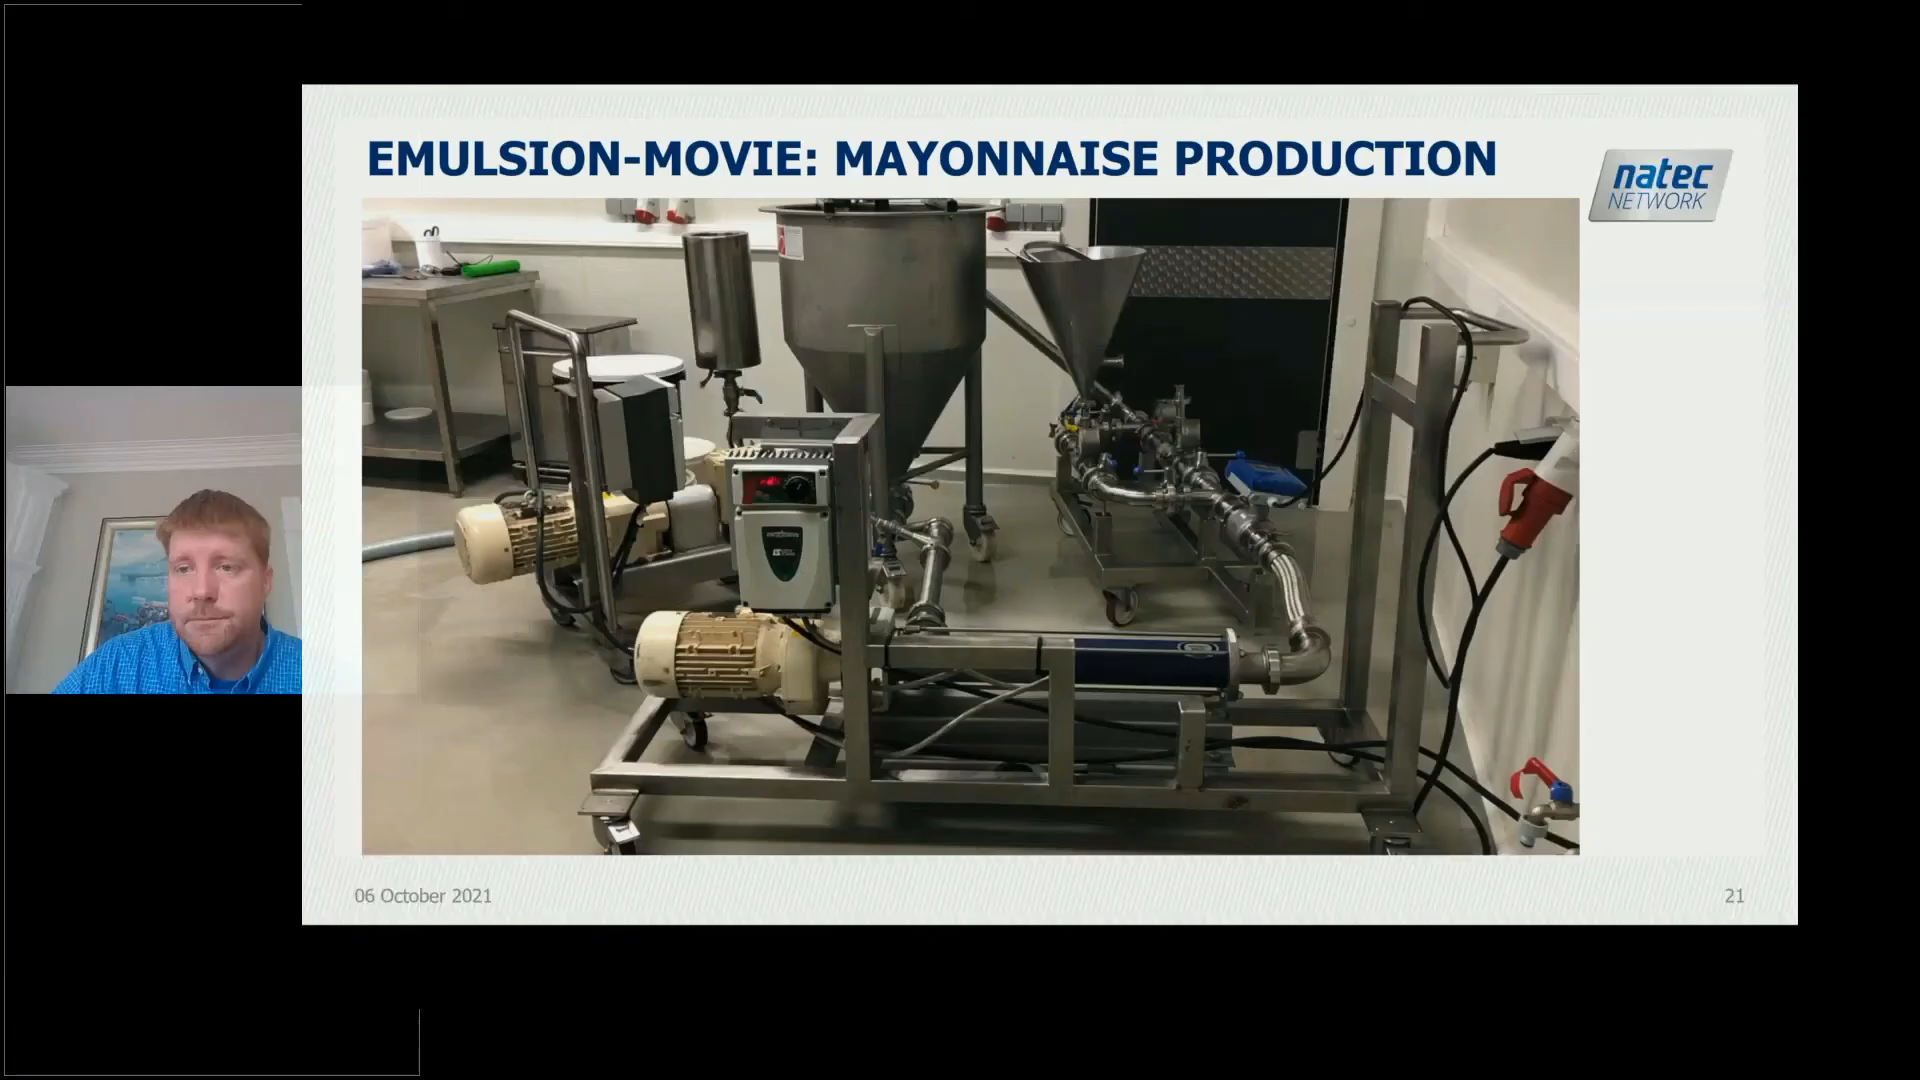 EMULSION-MOVIE: MAYONNAISE PRODUCTION
natec
NETWORK
06 October 2021
21